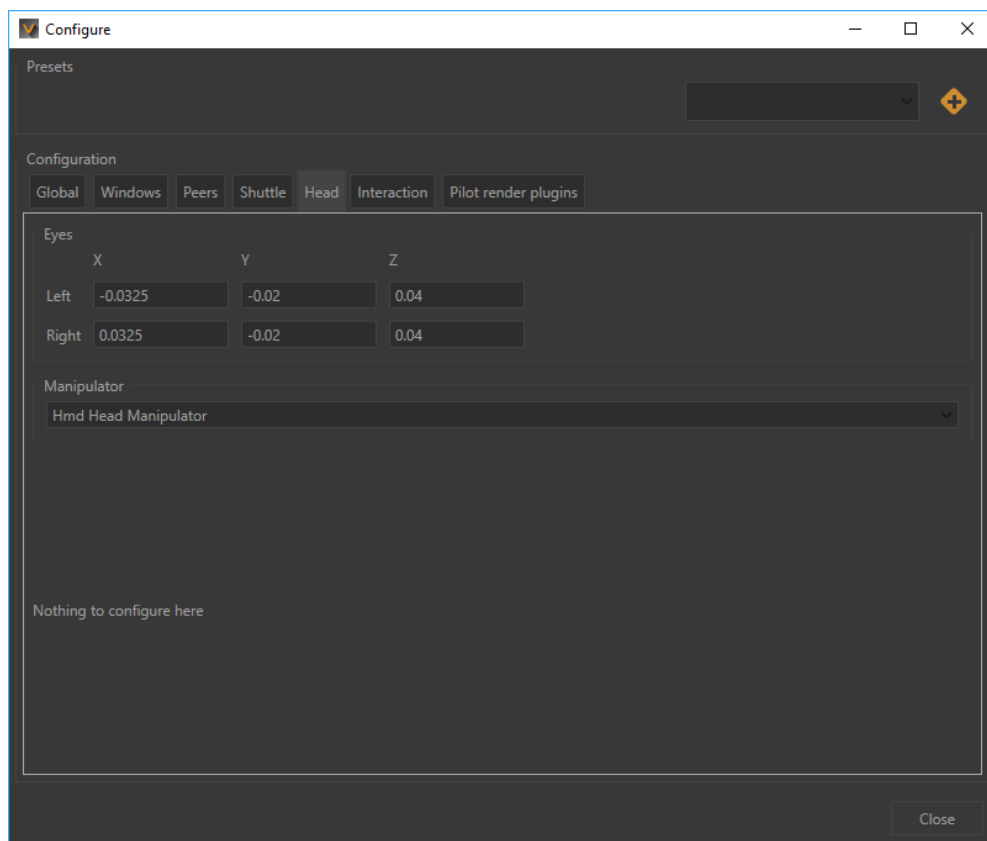 Configure
Presets
Configuration
Global Windows Peers Shuttle Head Interaction Pilot render plugins
Eyes
X Y Z
Left -0.0325 -0.02 0.04
Right 0.0325 -0.02 0.04
Manipulator
Hmd Head Manipulator
Nothing to configure here
Close